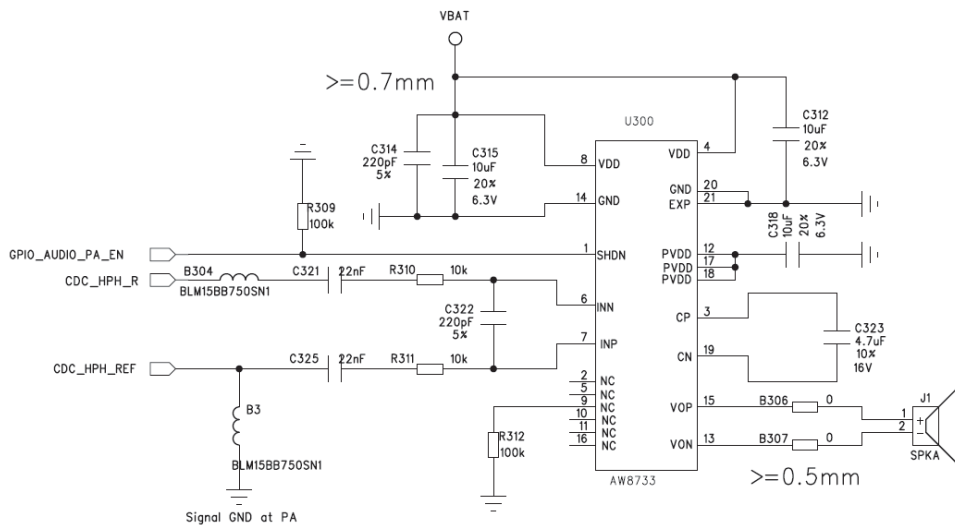 VBAT
>=0.7mm
U300
C314
220pF
5%
C315
10uF
20%
6.3V
C312
10uF
20%
6.3V
8 VDD
VDD 4
14 GND
GND 20
EXP 21
C318
10uF
20%
6.3V
R309
100k
GPIO_AUDIO_PA_EN
1 SHDN
PVDD 12
PVDD 17
PVDD 18
CDC_HPH_R
B304
BLM15BB750SN1
C321 22nF
R310 10k
6 INN
C322
220pF
5%
CP 3
C323
4.7uF
10%
16V
CN 19
7 INP
CDC_HPH_REF
C325 22nF
R311 10k
2 NC
5 NC
9 NC
10 NC
11 NC
16 NC
VOP 15
B306 0
J1
1 +
2 -
SPKA
VON 13
B307 0
B3
BLM15BB750SN1
R312
100k
>=0.5mm
AW8733
Signal GND at PA